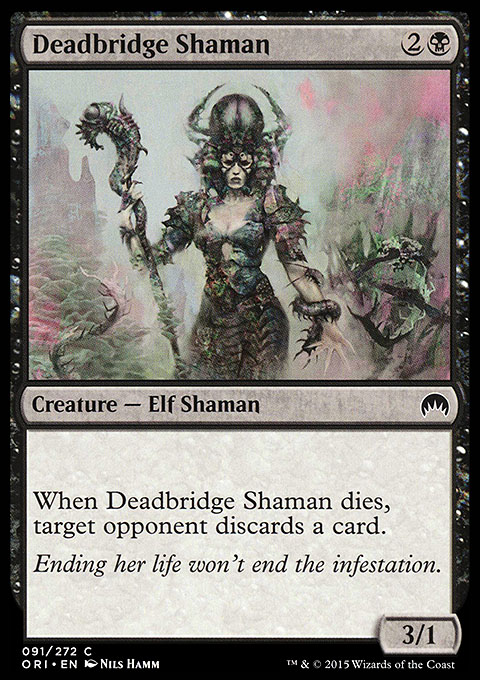 Deadbridge Shaman 2
Creature — Elf Shaman
When Deadbridge Shaman dies,
target opponent discards a card.
Ending her life won't end the infestation.
3/1
091/272 C
ORI • EN Nils Hamm
™ & © 2015 Wizards of the Coast